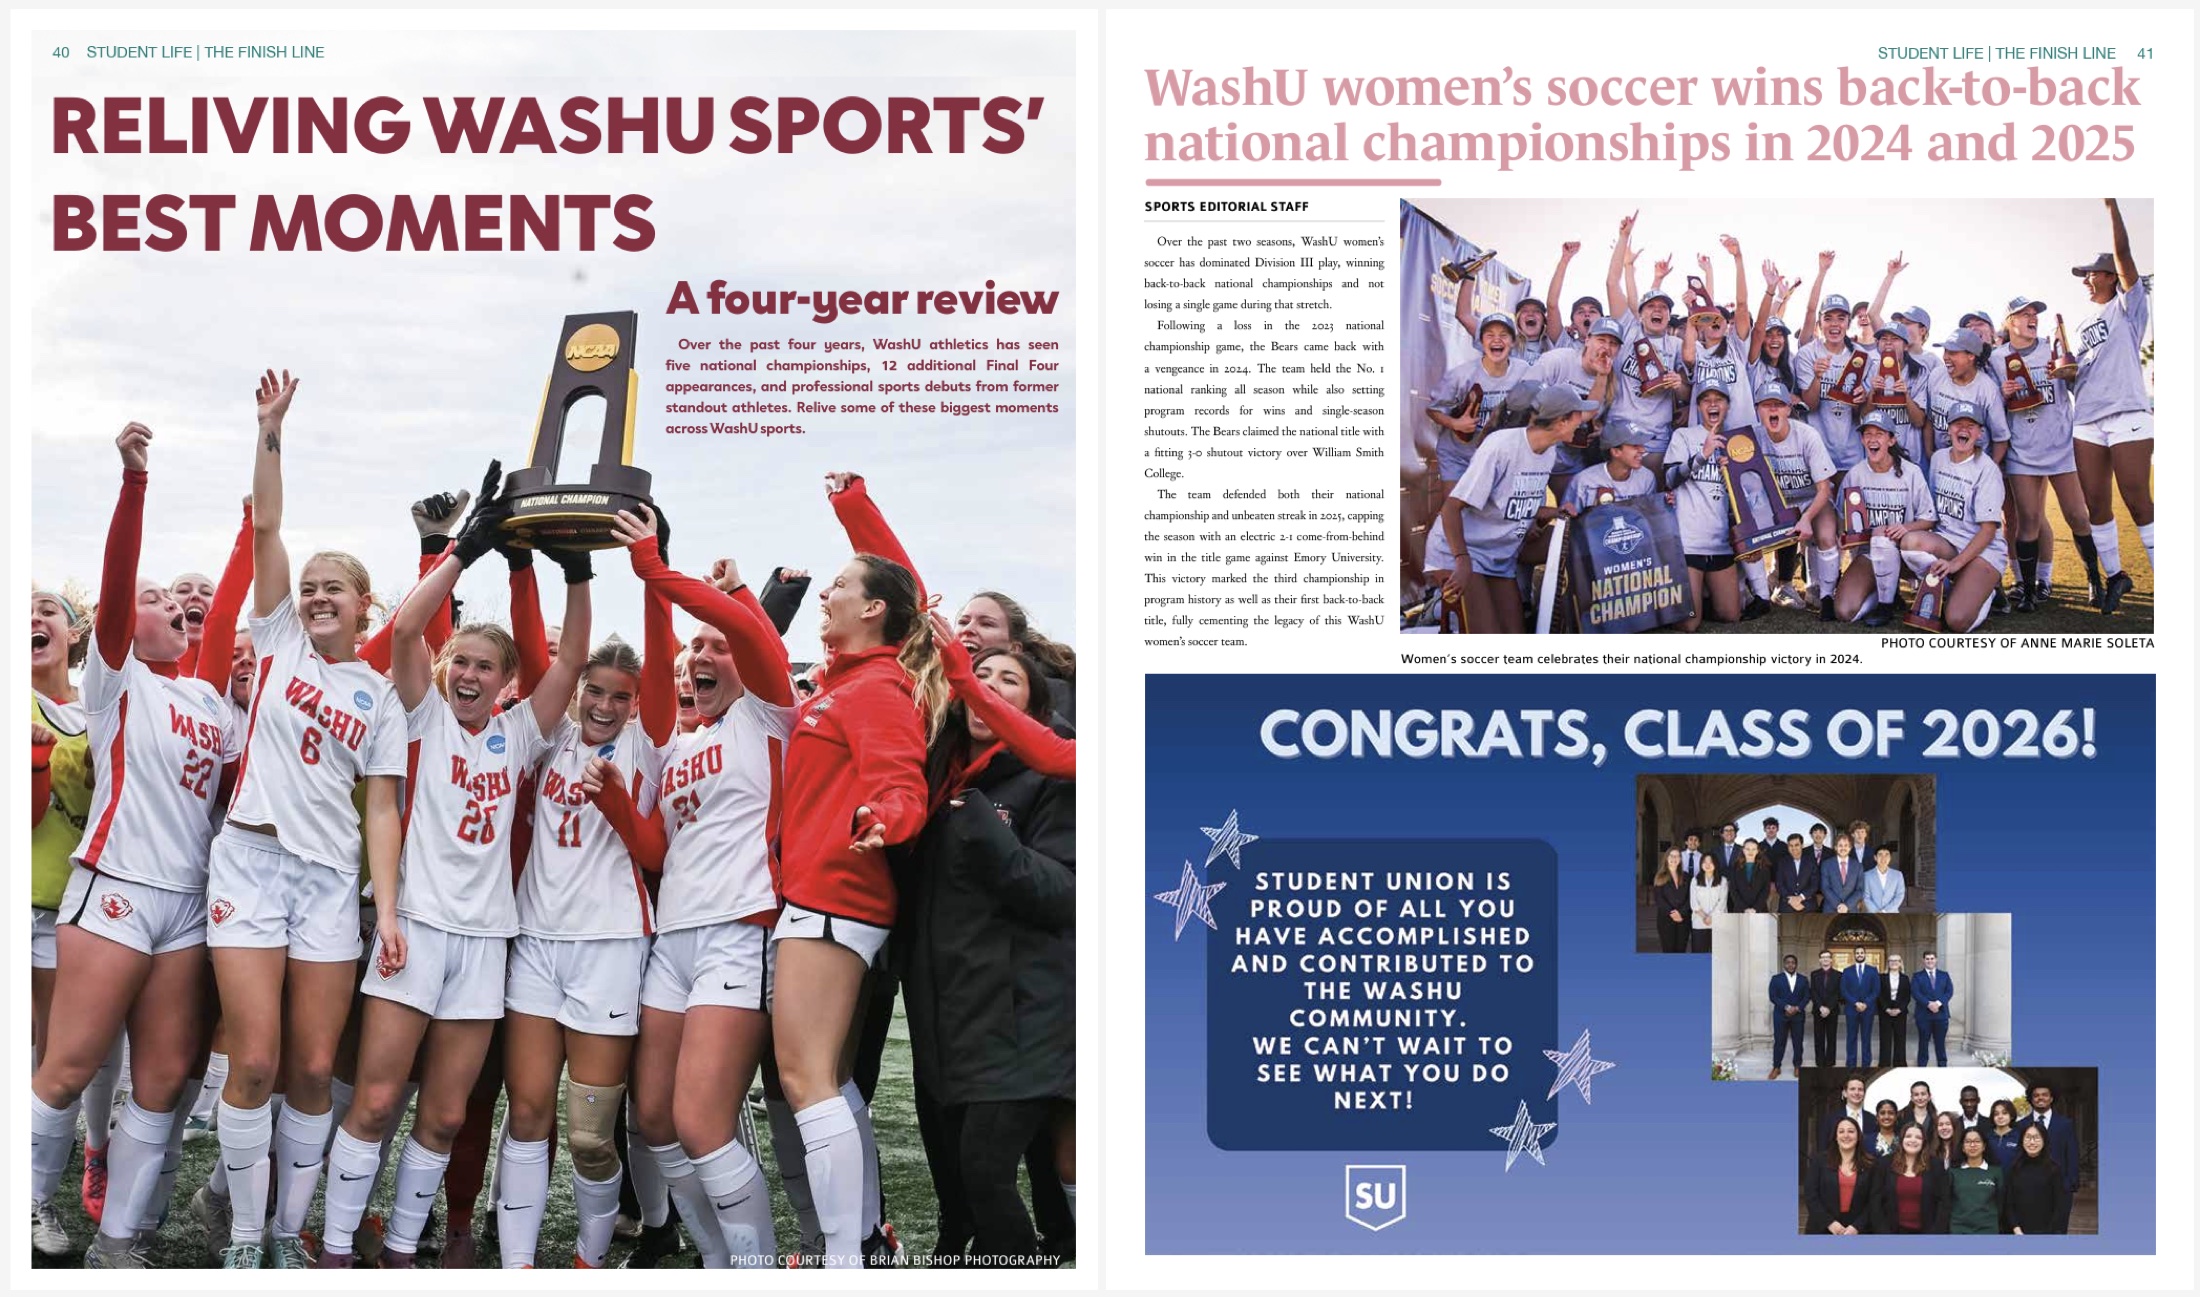 40 STUDENT LIFE | THE FINISH LINE
RELIVING WASHU SPORTS'
BEST MOMENTS
A four-year review
Over the past four years, WashU athletics has seen
five national championships, 12 additional Final Four
appearances, and professional sports debuts from former
standout athletes. Relive some of these biggest moments
across WashU sports.
NCAA
NATIONAL CHAMPION
WASHU
22
WASHU
6
WASHU
28
11
WASHU
31
PHOTO COURTESY OF BRIAN BISHOP PHOTOGRAPHY
STUDENT LIFE | THE FINISH LINE 41
WashU women's soccer wins back-to-back
national championships in 2024 and 2025
SPORTS EDITORIAL STAFF
Over the past two seasons, WashU women's
soccer has dominated Division III play, winning
back-to-back national championships and not
losing a single game during that stretch.
Following a loss in the 2023 national
championship game, the Bears came back with
a vengeance in 2024. The team held the No. 1
national ranking all season while also setting
program records for wins and single-season
shutouts. The Bears claimed the national title with
a fitting 3-0 shutout victory over William Smith
College.
The team defended both their national
championship and unbeaten streak in 2025, capping
the season with an electric 2-1 come-from-behind
win in the title game against Emory University.
This victory marked the third championship in
program history as well as their first back-to-back
title, fully cementing the legacy of this WashU
women's soccer team.
WOMEN'S
NATIONAL
CHAMPION
PHOTO COURTESY OF ANNE MARIE SOLETA
Women's soccer team celebrates their national championship victory in 2024.
CONGRATS, CLASS OF 2026!
STUDENT UNION IS
PROUD OF ALL YOU
HAVE ACCOMPLISHED
AND CONTRIBUTED TO
THE WASHU
COMMUNITY.
WE CAN'T WAIT TO
SEE WHAT YOU DO
NEXT!
SU